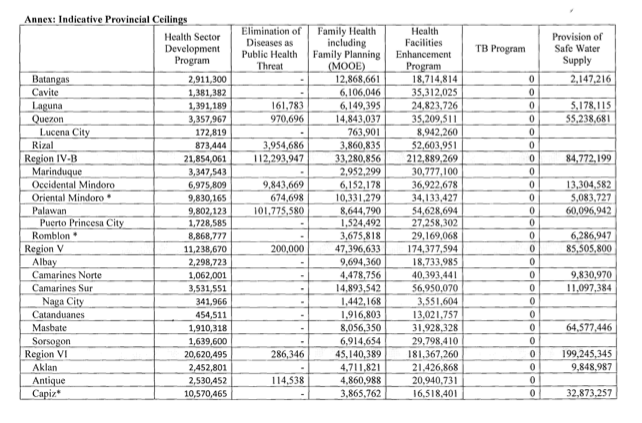 Annex: Indicative Provincial Ceilings
Health Sector Development Program | Elimination of Diseases as Public Health Threat | Family Health including Family Planning (MOOE) | Health Facilities Enhancement Program | TB Program | Provision of Safe Water Supply
Batangas 2,911,300 - 12,868,661 18,714,814 0 2,147,216
Cavite 1,381,382 - 6,106,046 35,312,025 0
Laguna 1,391,189 161,783 6,149,395 24,823,726 0 5,178,115
Quezon 3,357,967 970,696 14,843,037 35,209,511 0 55,238,681
Lucena City 172,819 - 763,901 8,942,260 0
Rizal 873,444 3,954,686 3,860,835 52,603,951 0
Region IV-B 21,854,061 112,293,947 33,280,856 212,889,269 0 84,772,199
Marinduque 3,347,543 - 2,952,299 30,777,100 0
Occidental Mindoro 6,975,809 9,843,669 6,152,178 36,922,678 0 13,304,582
Oriental Mindoro * 9,830,165 674,698 10,331,279 34,133,427 0 5,083,727
Palawan 9,802,123 101,775,580 8,644,790 54,628,694 0 60,096,942
Puerto Princesa City 1,728,585 - 1,524,492 27,258,302 0
Romblon * 8,868,777 - 3,675,818 29,169,068 0 6,286,947
Region V 11,238,670 200,000 47,396,633 174,377,594 0 85,505,800
Albay 2,298,723 - 9,694,360 18,733,985 0
Camarines Norte 1,062,001 - 4,478,756 40,393,441 0 9,830,970
Camarines Sur 3,531,551 - 14,893,542 56,950,070 0 11,097,384
Naga City 341,966 - 1,442,168 3,551,604 0
Catanduanes 454,511 - 1,916,803 13,021,757 0
Masbate 1,910,318 - 8,056,350 31,928,328 0 64,577,446
Sorsogon 1,639,600 - 6,914,654 29,798,410 0
Region VI 20,620,495 286,346 45,140,389 181,367,260 0 199,245,345
Aklan 2,452,801 - 4,711,821 21,426,868 0 9,848,987
Antique 2,530,452 114,538 4,860,988 20,940,731 0
Capiz* 10,570,465 - 3,865,762 16,518,401 0 32,873,257